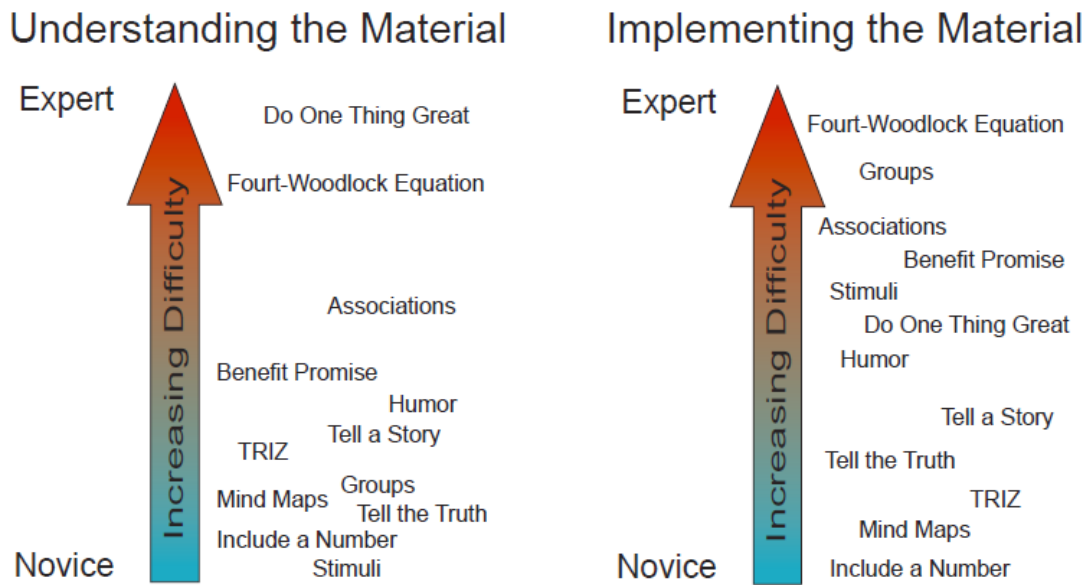 Understanding the Material
Expert
Do One Thing Great
Fourt-Woodlock Equation
Increasing Difficulty
Associations
Benefit Promise
Humor
Tell a Story
TRIZ
Groups
Mind Maps
Tell the Truth
Include a Number
Novice
Stimuli
Implementing the Material
Expert
Fourt-Woodlock Equation
Groups
Increasing Difficulty
Associations
Benefit Promise
Stimuli
Do One Thing Great
Humor
Tell a Story
Tell the Truth
TRIZ
Mind Maps
Novice
Include a Number